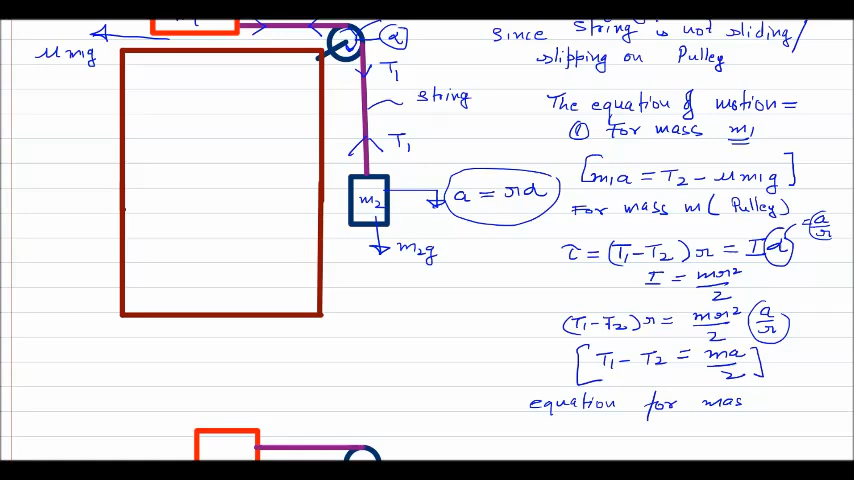 μm1g
α
T1
string
T1
m2
a = rα
m2g
Since string is not sliding/
slipping on Pulley
The equation of motion =
① For mass m1
[m1a = T2 - μm1g]
For mass m (Pulley)
τ = (T1-T2) r = Iα = a/r
I = mr²/2
(T1-T2) r = mr²/2 (a/r)
[T1 - T2 = ma/2]
equation for mas